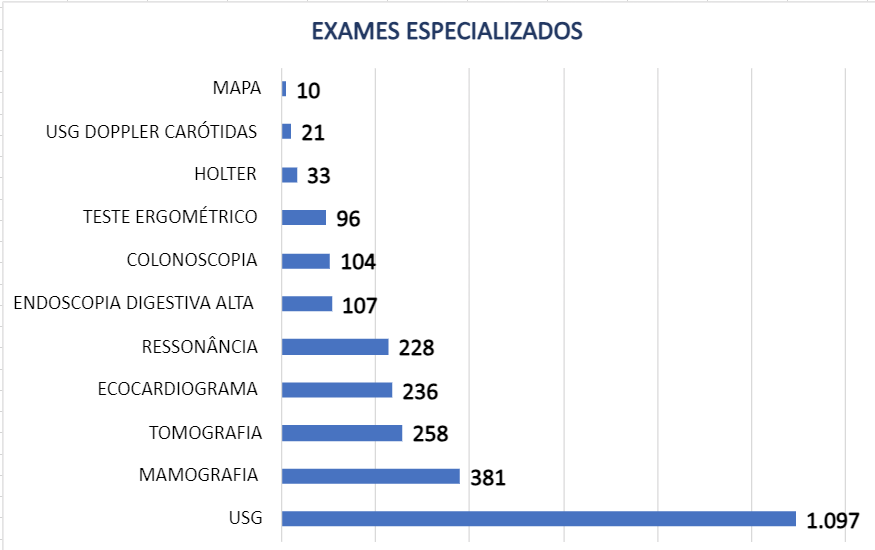 EXAMES ESPECIALIZADOS
MAPA 10
USG DOPPLER CARÓTIDAS 21
HOLTER 33
TESTE ERGOMÉTRICO 96
COLONOSCOPIA 104
ENDOSCOPIA DIGESTIVA ALTA 107
RESSONÂNCIA 228
ECOCARDIOGRAMA 236
TOMOGRAFIA 258
MAMOGRAFIA 381
USG 1.097